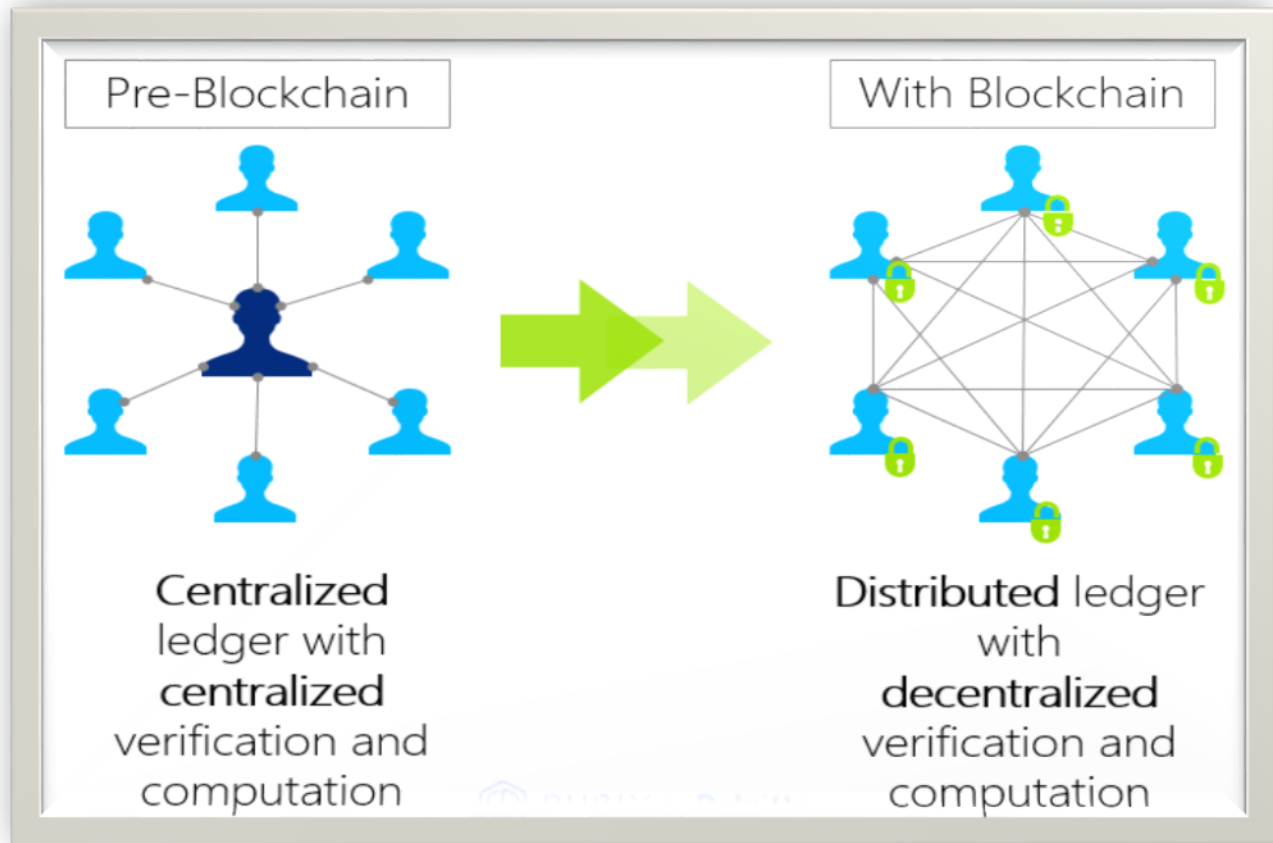 Pre-Blockchain
With Blockchain
Centralized
ledger with
centralized
verification and
computation
Distributed ledger
with
decentralized
verification and
computation